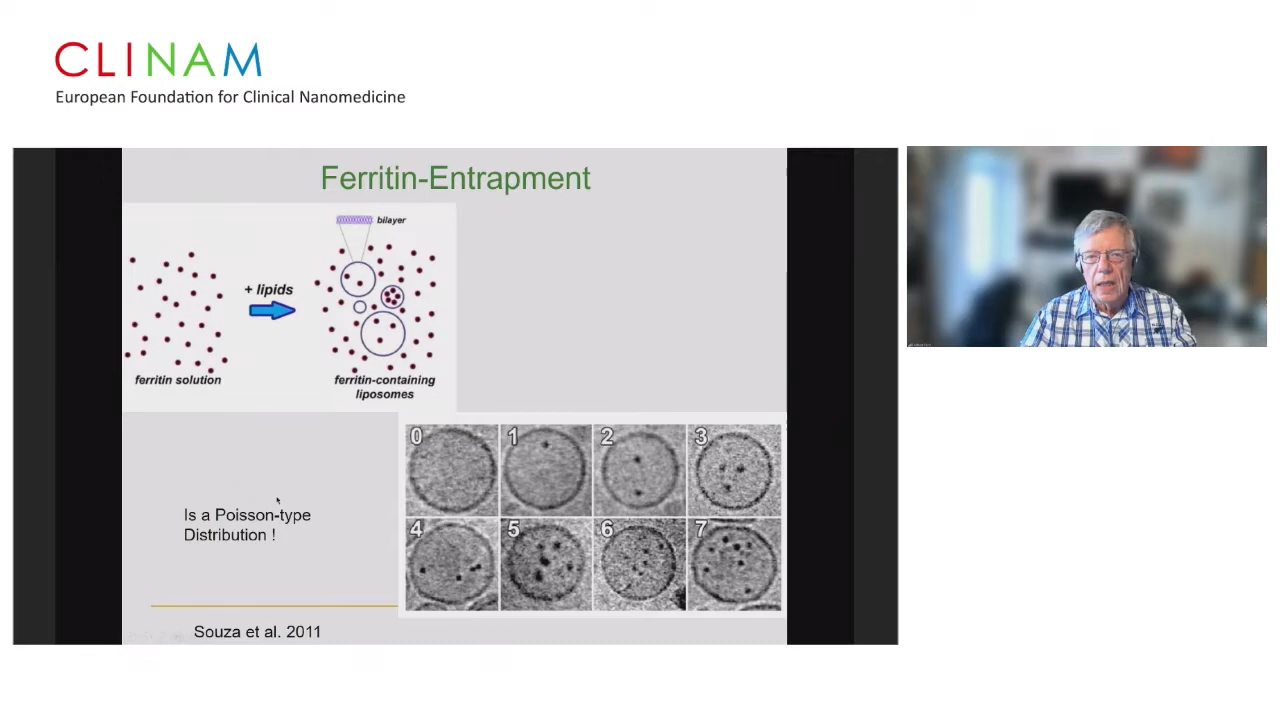 CLINAM
European Foundation for Clinical Nanomedicine
Ferritin-Entrapment
bilayer
+ lipids
ferritin solution
ferritin-containing
liposomes
0
1
2
3
4
5
6
7
Is a Poisson-type
Distribution !
Souza et al. 2011